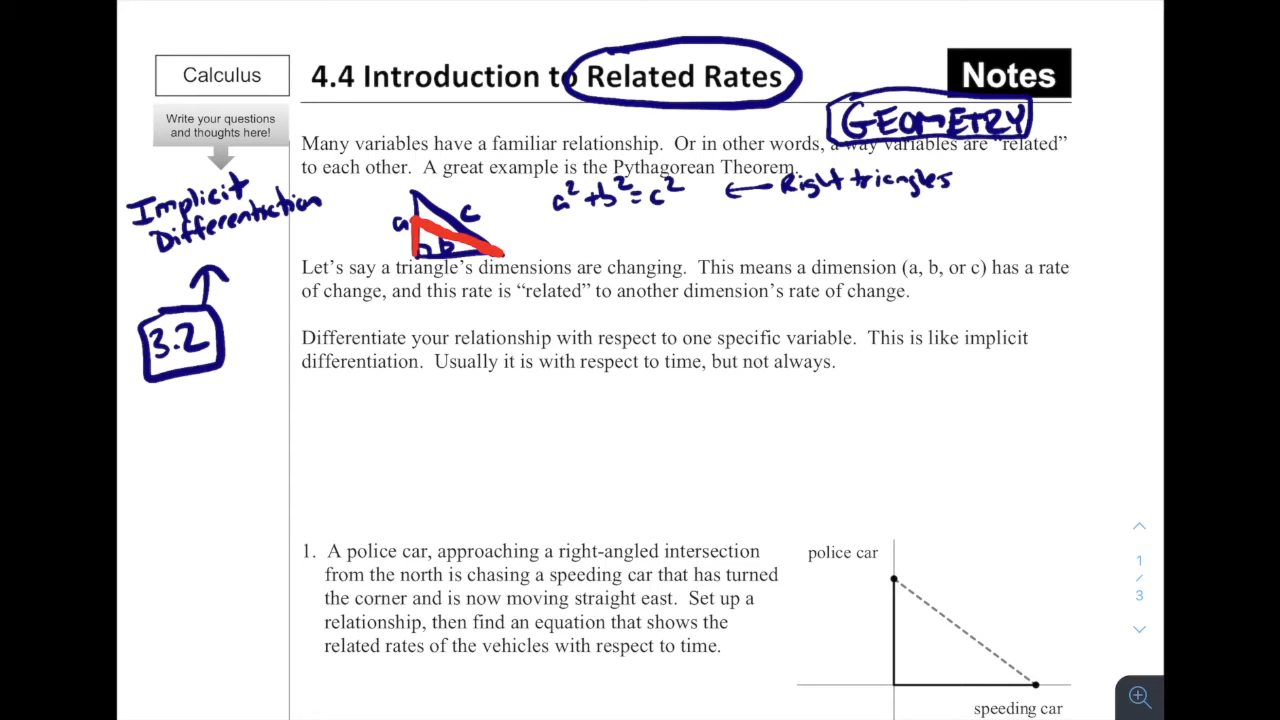 Calculus
4.4 Introduction to Related Rates
Notes
Write your questions
and thoughts here!
GEOMETRY
Many variables have a familiar relationship. Or in other words, a way variables are “related”
to each other. A great example is the Pythagorean Theorem.
Implicit
Differentiation
a² + b² = c² ← Right triangles
a
c
b
Let’s say a triangle’s dimensions are changing. This means a dimension (a, b, or c) has a rate
of change, and this rate is “related” to another dimension’s rate of change.
3.2
Differentiate your relationship with respect to one specific variable. This is like implicit
differentiation. Usually it is with respect to time, but not always.
1. A police car, approaching a right-angled intersection
from the north is chasing a speeding car that has turned
the corner and is now moving straight east. Set up a
relationship, then find an equation that shows the
related rates of the vehicles with respect to time.
police car
speeding car
1
/
3